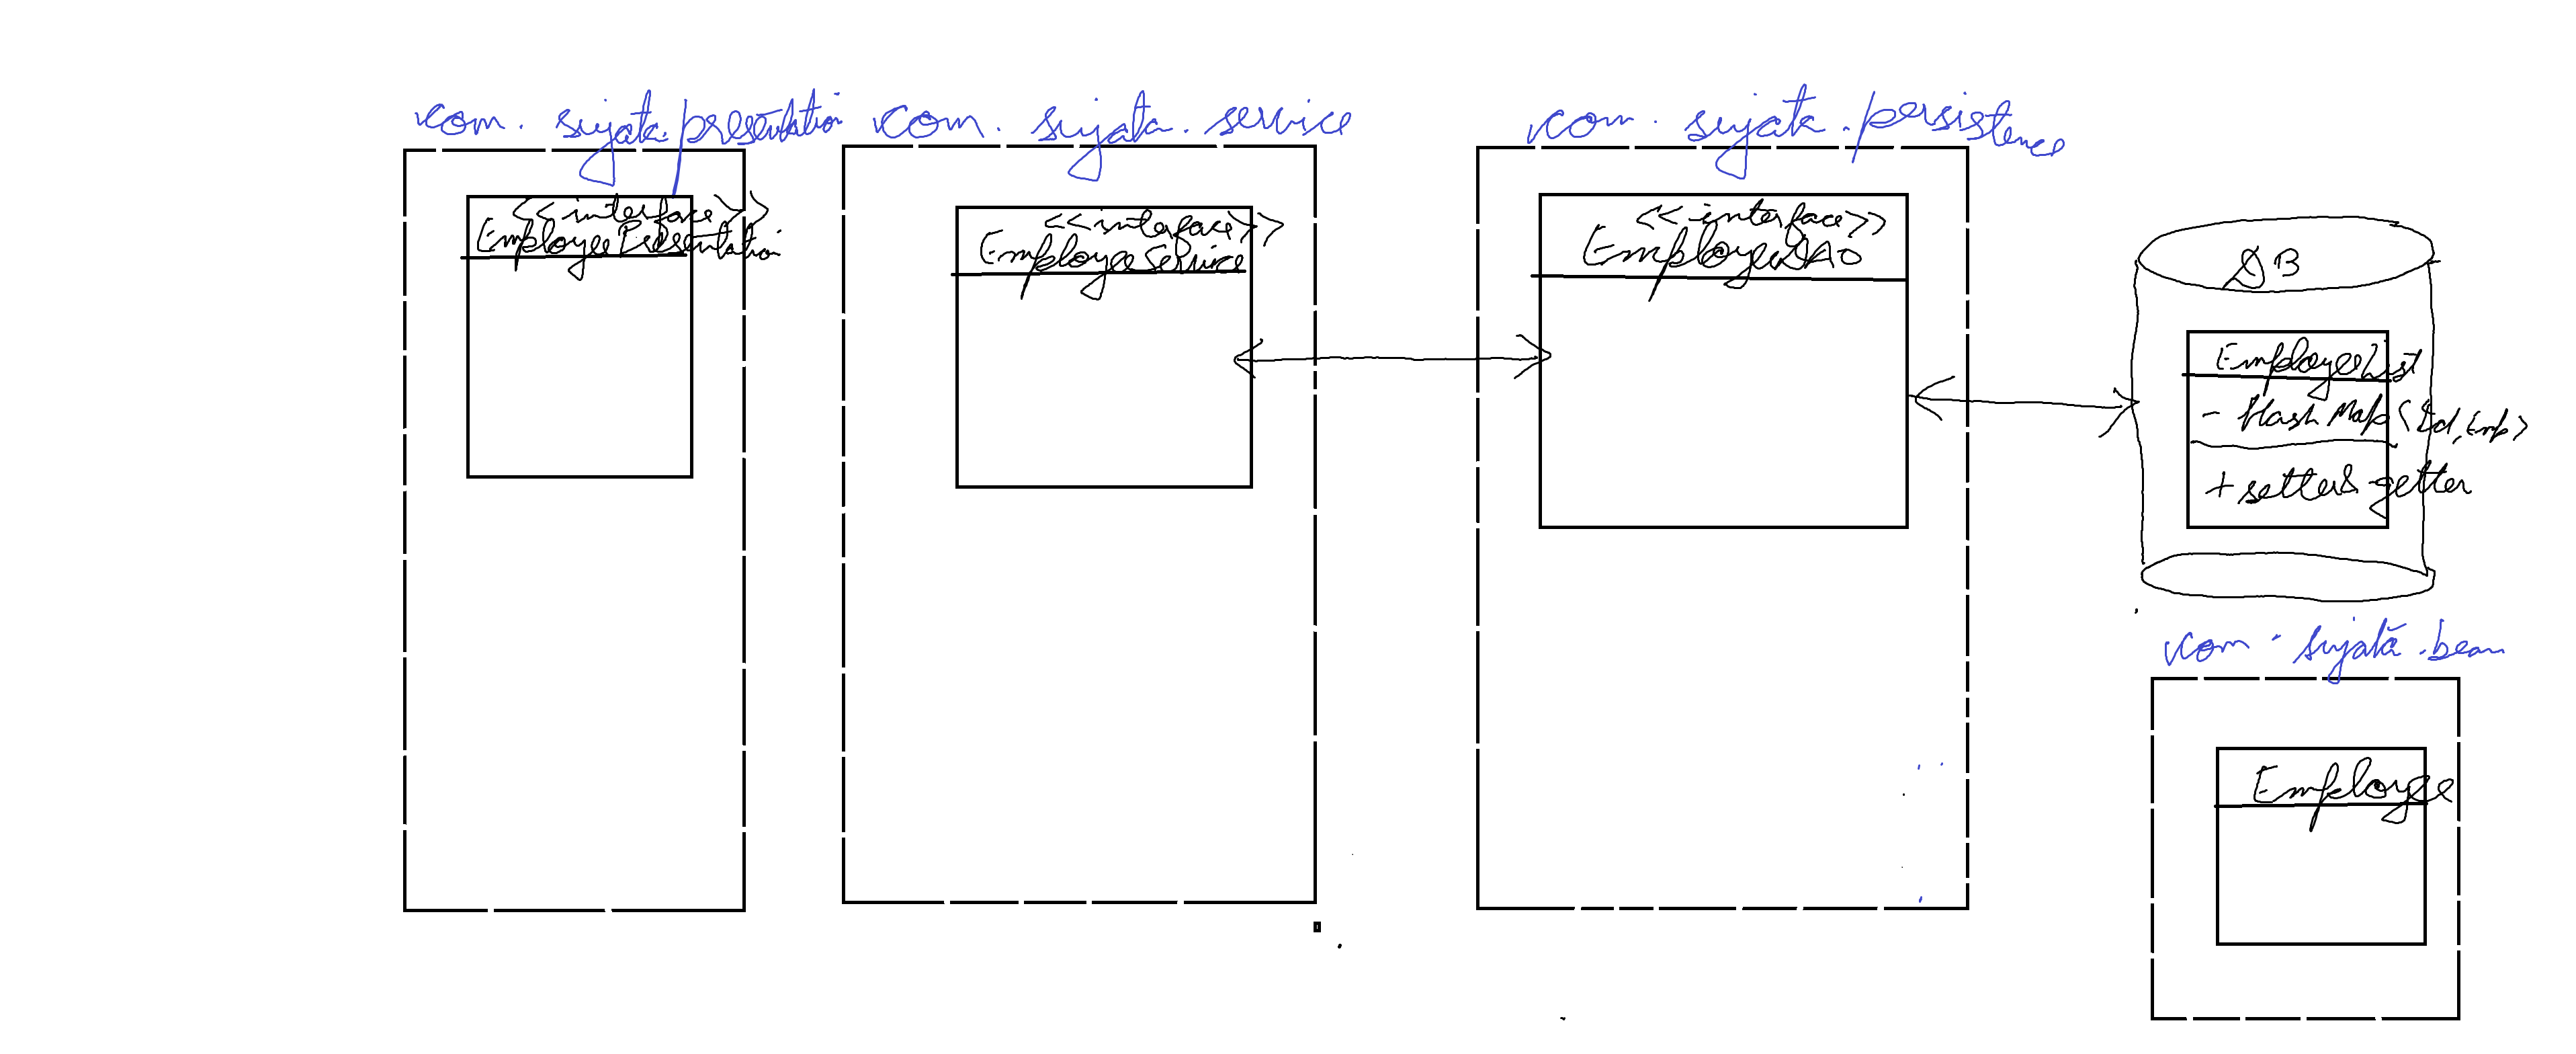 com.sujata.presentation
<<interface>>
EmployeePresentation
com.sujata.service
<<interface>>
EmployeeService
com.sujata.persistence
<<interface>>
EmployeeDAO
DB
EmployeeList
- HashMap<Id,Emp>
+ setter& getter
com.sujata.bean
Employee